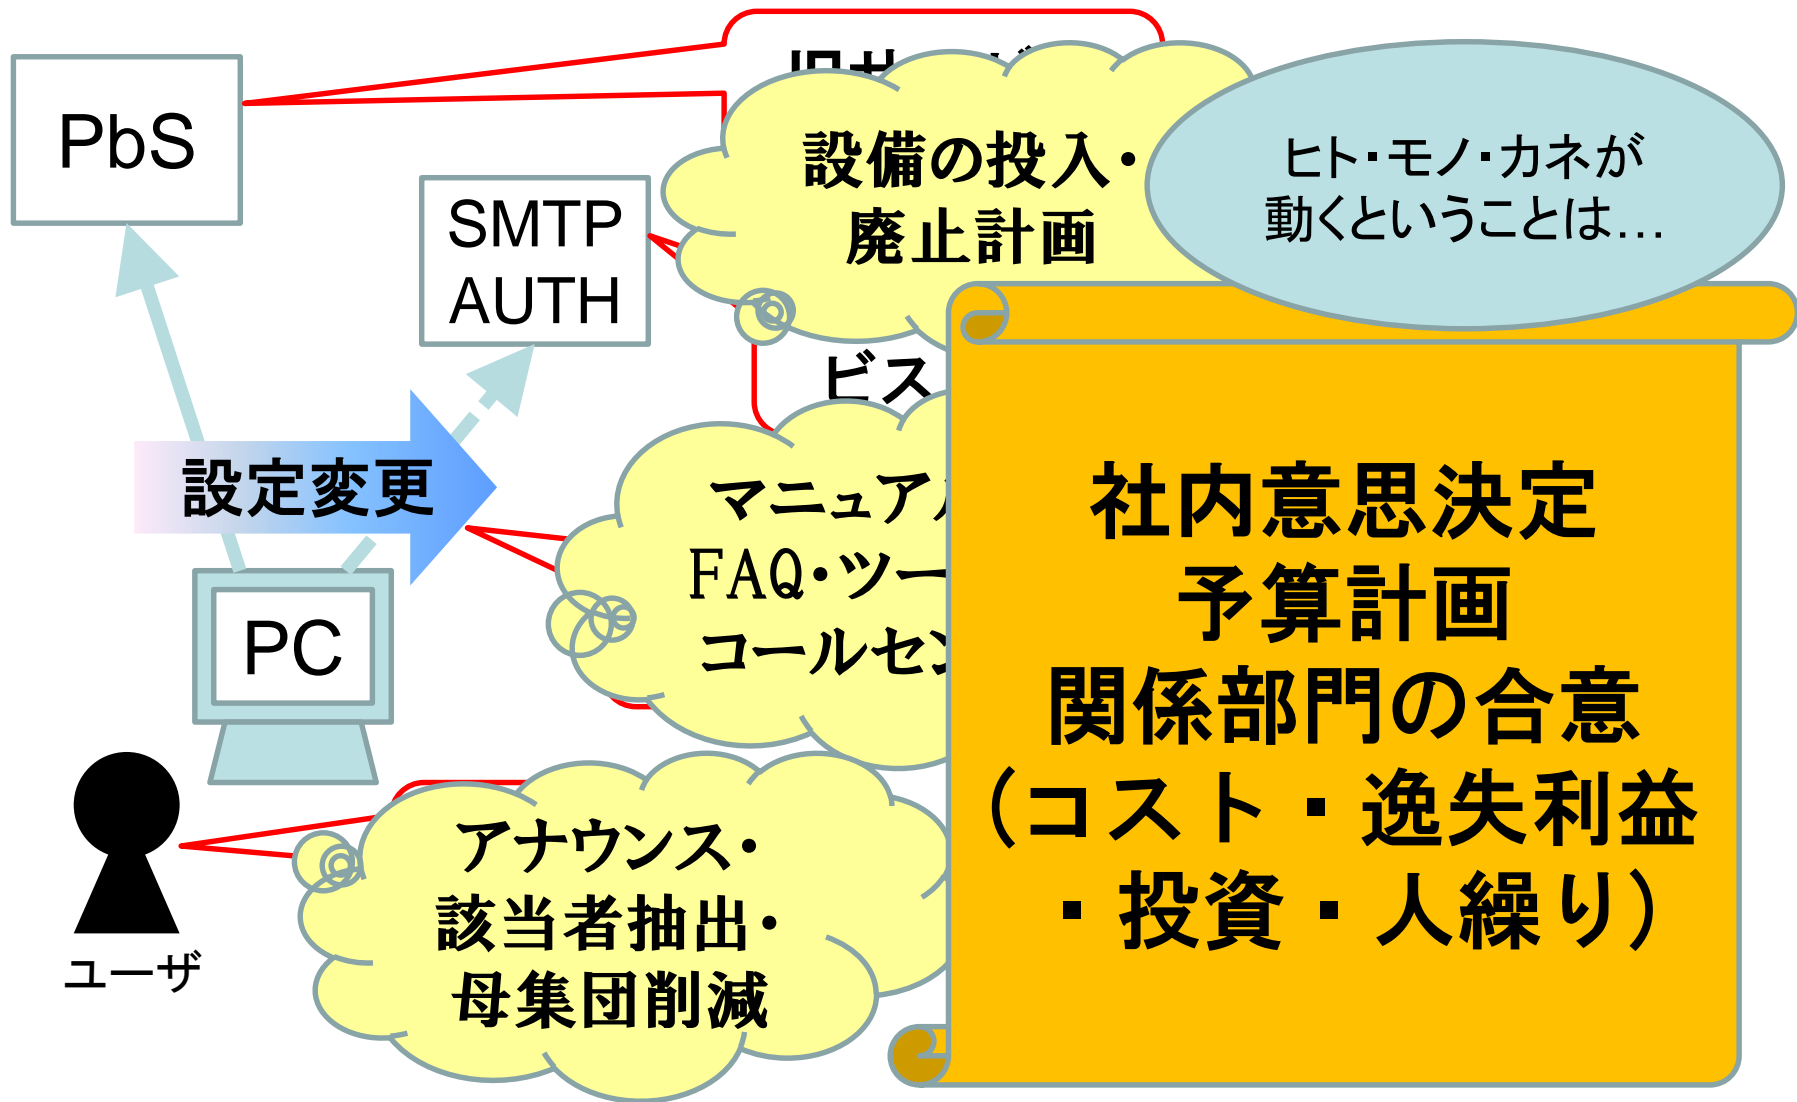 PbS
SMTP
AUTH
設備の投入・
廃止計画
ヒト・モノ・カネが
動くということは…
ビス
設定変更
マニュアル
FAQ・ツー
コールセン
PC
社内意思決定
予算計画
関係部門の合意
（コスト・逸失利益
・投資・人繰り）
アナウンス・
該当者抽出・
母集団削減
ユーザ